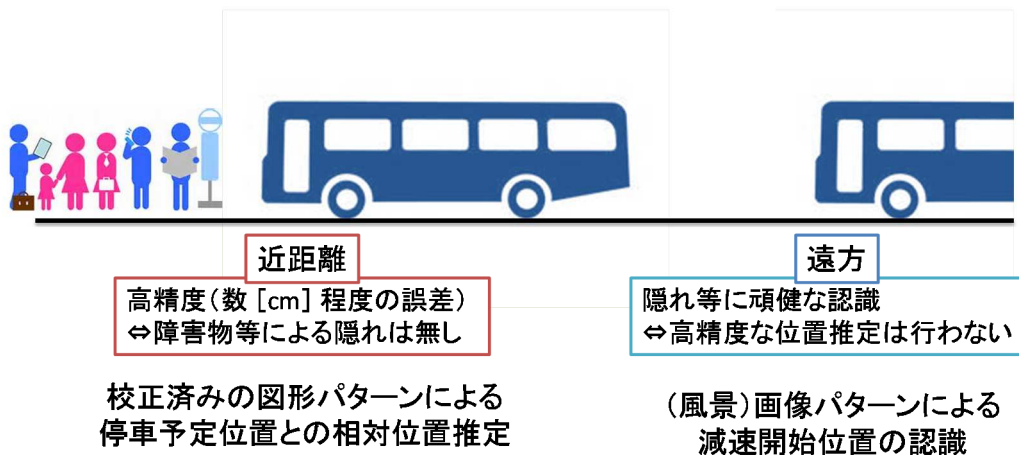 近距離
高精度(数 [cm] 程度の誤差)
⇔障害物等による隠れは無し
校正済みの図形パターンによる
停車予定位置との相対位置推定
遠方
隠れ等に頑健な認識
⇔高精度な位置推定は行わない
(風景)画像パターンによる
減速開始位置の認識